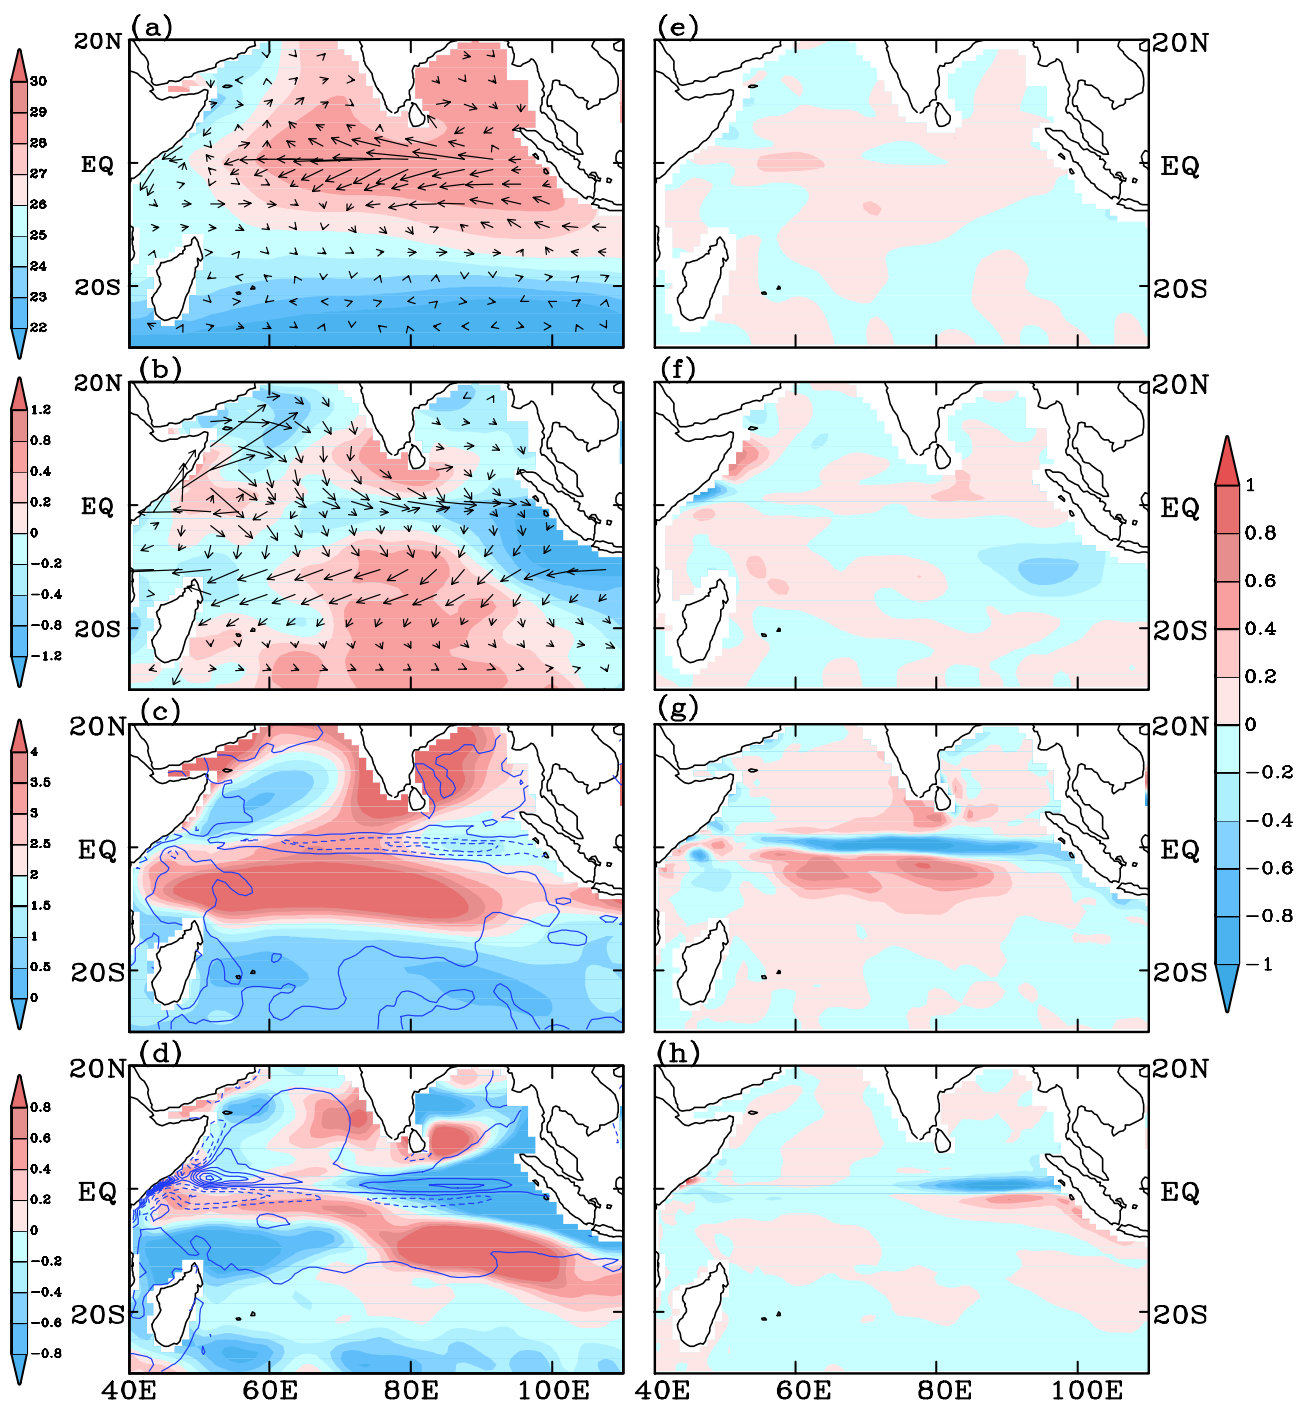 (a)
20N
EQ
20S
30
29
28
27
26
25
24
23
22
(e)
20N
EQ
20S
(b)
20N
EQ
20S
1.2
0.8
0.4
0.2
0
-0.2
-0.4
-0.8
-1.2
(f)
20N
EQ
20S
(c)
20N
EQ
20S
4
3.5
3
2.5
2
1.5
1
0.5
0
(g)
20N
EQ
20S
1
0.8
0.6
0.4
0.2
0
-0.2
-0.4
-0.6
-0.8
-1
(d)
20N
EQ
20S
0.8
0.6
0.4
0.2
0
-0.2
-0.4
-0.6
-0.8
40E 60E 80E 100E
(h)
20N
EQ
20S
40E 60E 80E 100E